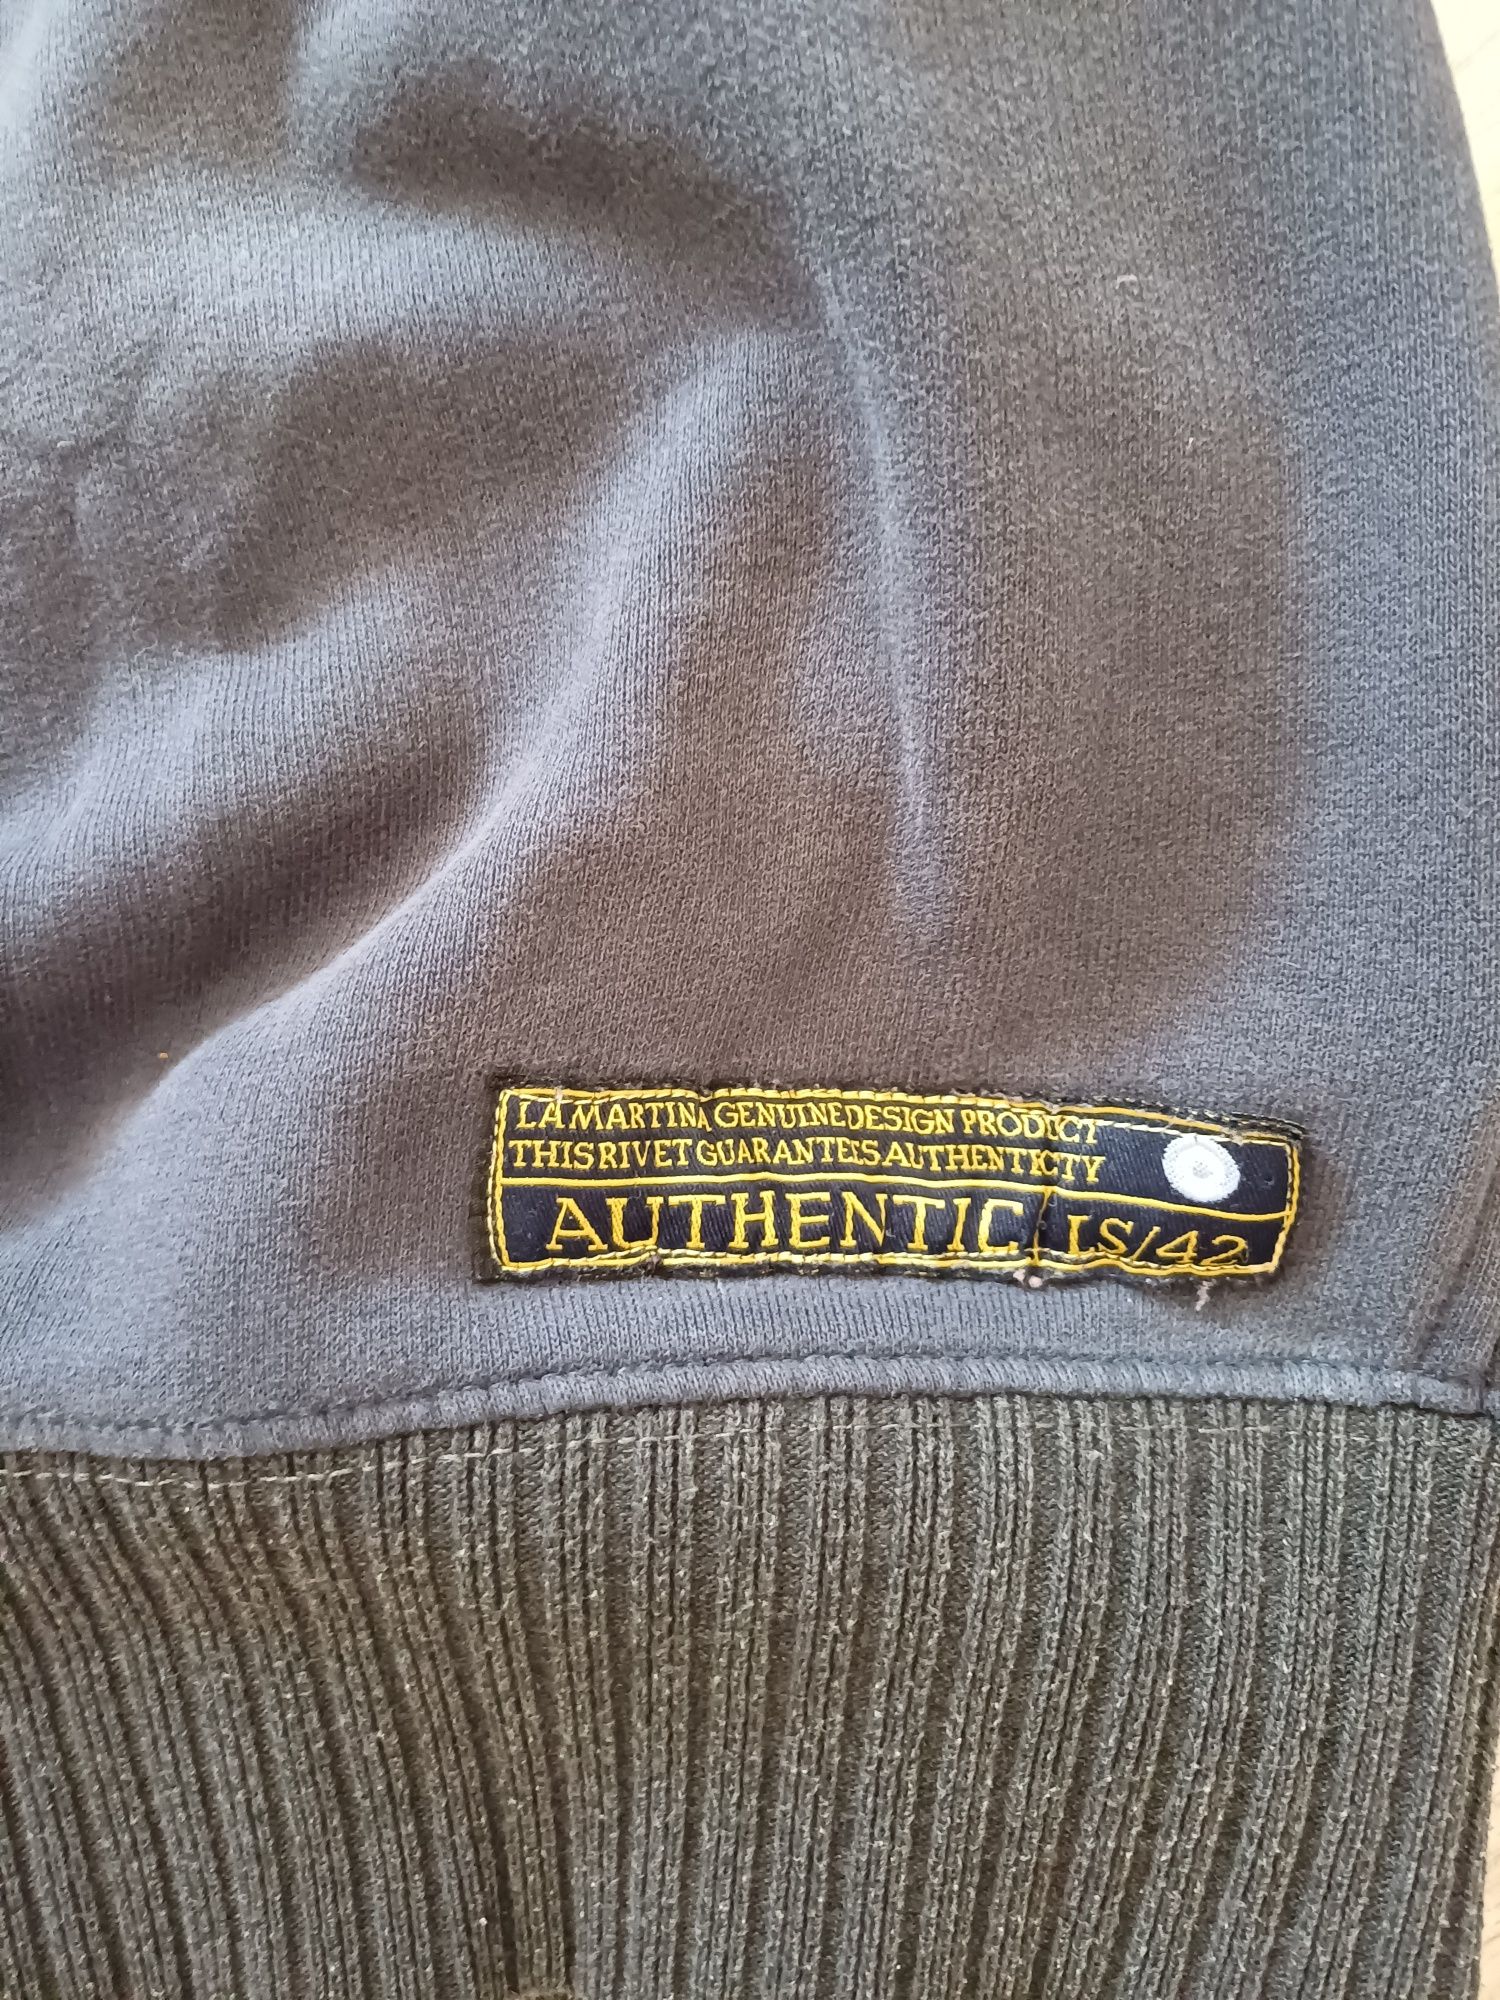 LA MARTINA GENUINE DESIGN PRODUCT
THIS RIVET GUARANTEES AUTHENTICTY
AUTHENTIC LS/42